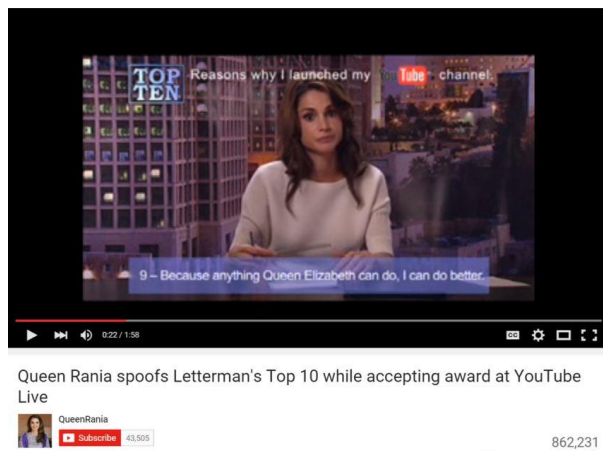 TOP
TEN
Reasons why I launched my YouTube channel:
9 – Because anything Queen Elizabeth can do, I can do better.
0:22 / 1:58
CC
Queen Rania spoofs Letterman's Top 10 while accepting award at YouTube
Live
QueenRania
Subscribe 43,505
862,231